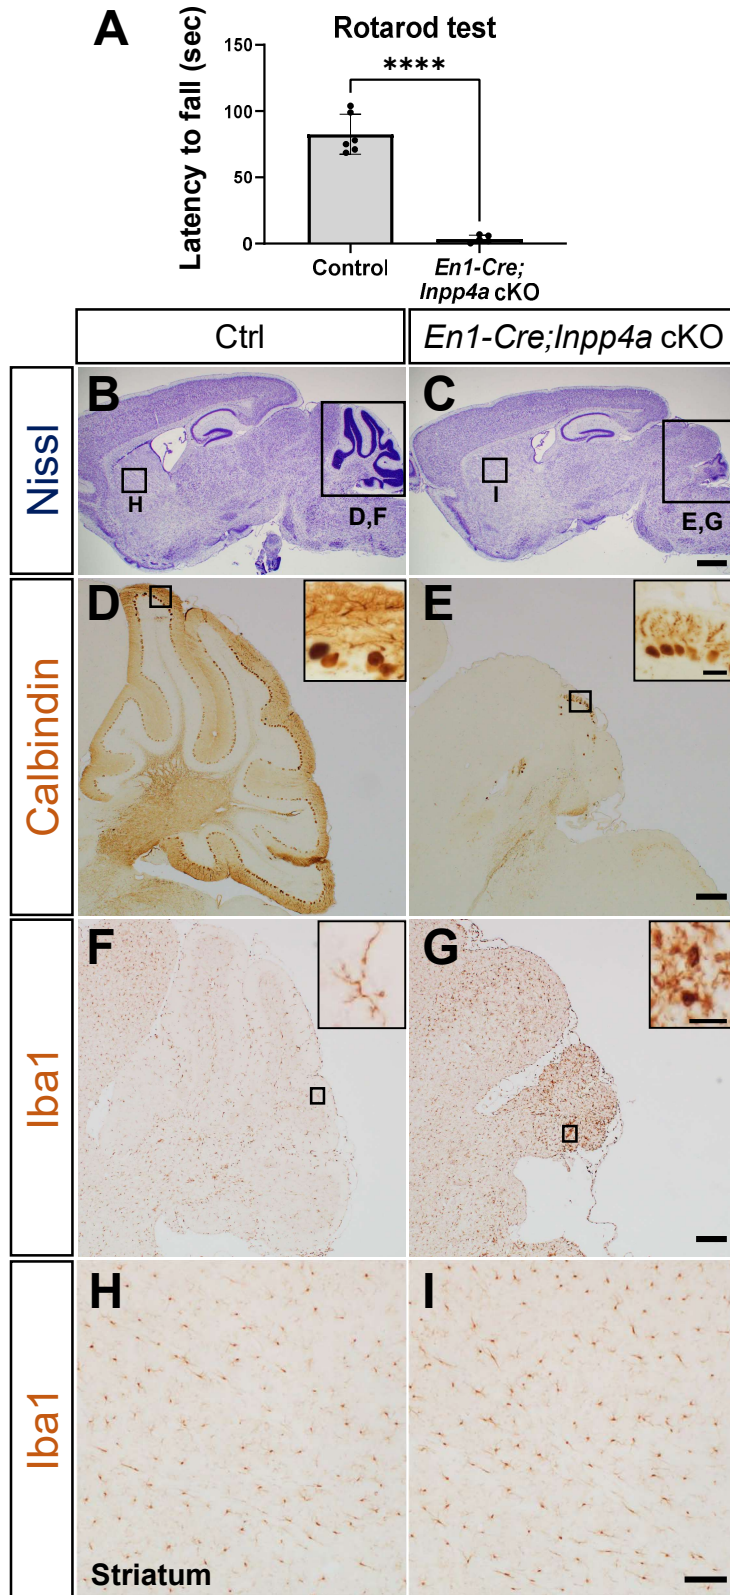 A
Rotarod test
Latency to fall (sec)
150
100
50
0
****
Control
En1-Cre;
Inpp4a cKO
Ctrl
En1-Cre;Inpp4a cKO
Nissl
B
H
D,F
C
I
E,G
Calbindin
D
E
Iba1
F
G
Iba1
H
Striatum
I